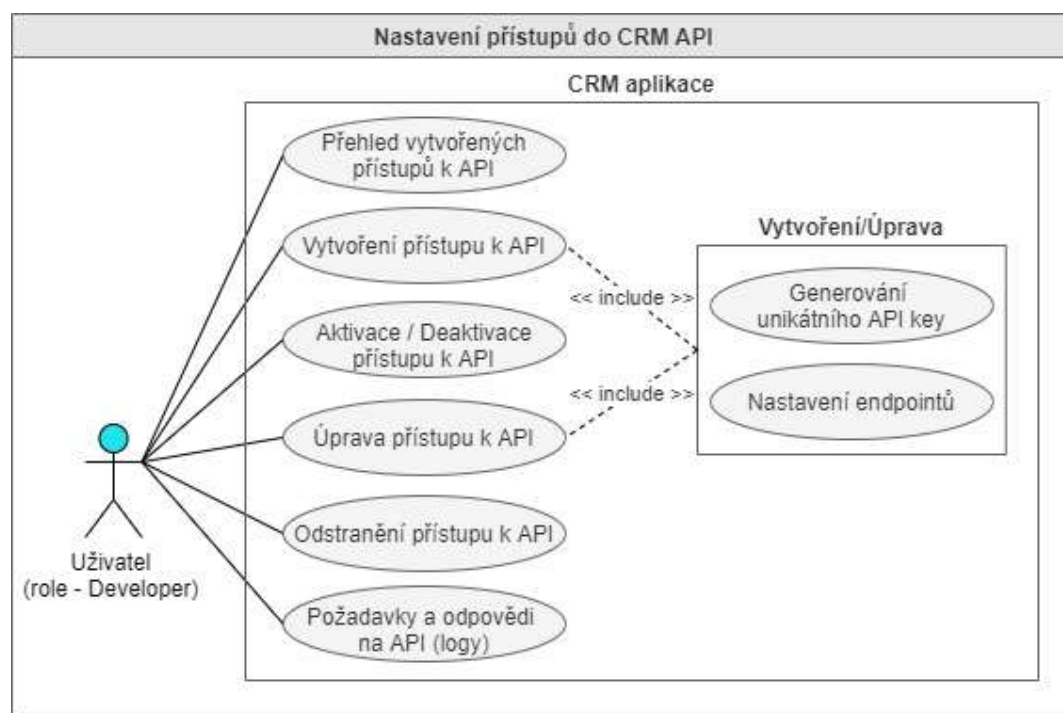 Nastavení přístupů do CRM API
CRM aplikace
Přehled vytvořených
přístupů k API
Vytvoření přístupu k API
Aktivace / Deaktivace
přístupu k API
Úprava přístupu k API
Odstranění přístupu k API
Požadavky a odpovědi
na API (logy)
<< include >>
<< include >>
Vytvoření/Úprava
Generování
unikátního API key
Nastavení endpointů
Uživatel
(role - Developer)